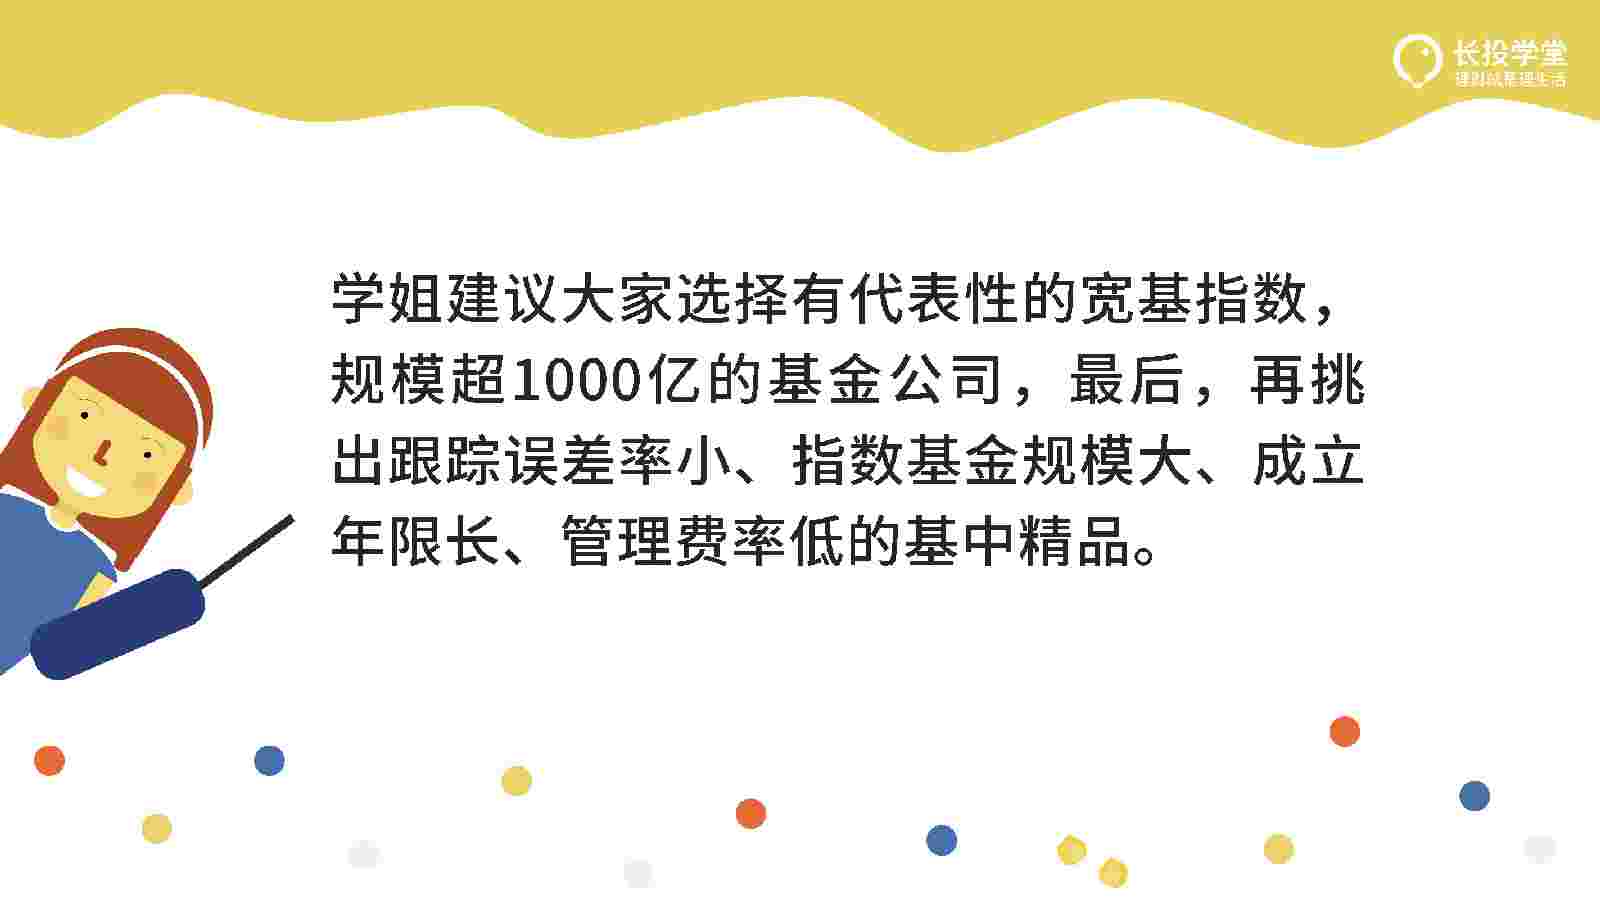 长投学堂
理财就是理生活
学姐建议大家选择有代表性的宽基指数，
规模超1000亿的基金公司，最后，再挑
出跟踪误差率小、指数基金规模大、成立
年限长、管理费率低的基中精品。